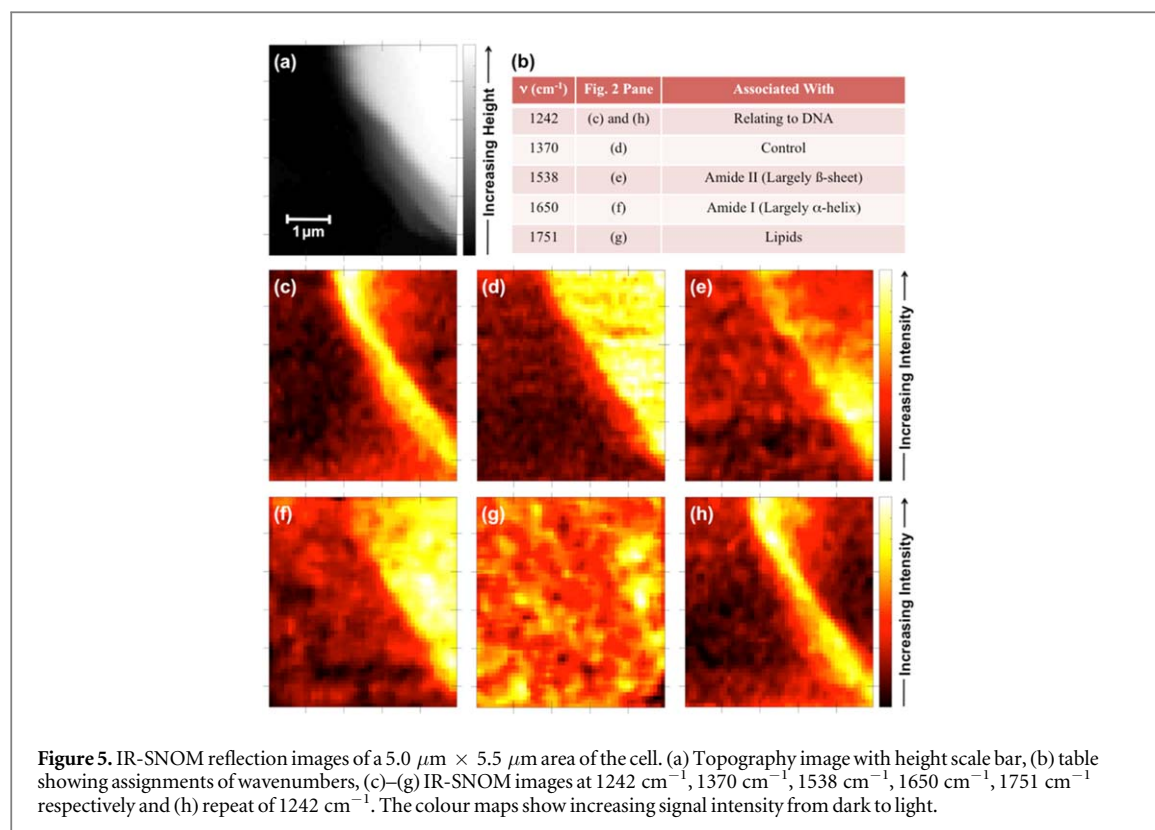 (a)
Increasing Height
1μm
(b)
ν (cm⁻¹) Fig. 2 Pane Associated With
1242 (c) and (h) Relating to DNA
1370 (d) Control
1538 (e) Amide II (Largely ß-sheet)
1650 (f) Amide I (Largely α-helix)
1751 (g) Lipids
(c)
(d)
(e)
Increasing Intensity
(f)
(g)
(h)
Increasing Intensity
Figure 5. IR-SNOM reflection images of a 5.0 μm × 5.5 μm area of the cell. (a) Topography image with height scale bar, (b) table
showing assignments of wavenumbers, (c)–(g) IR-SNOM images at 1242 cm⁻¹, 1370 cm⁻¹, 1538 cm⁻¹, 1650 cm⁻¹, 1751 cm⁻¹
respectively and (h) repeat of 1242 cm⁻¹. The colour maps show increasing signal intensity from dark to light.